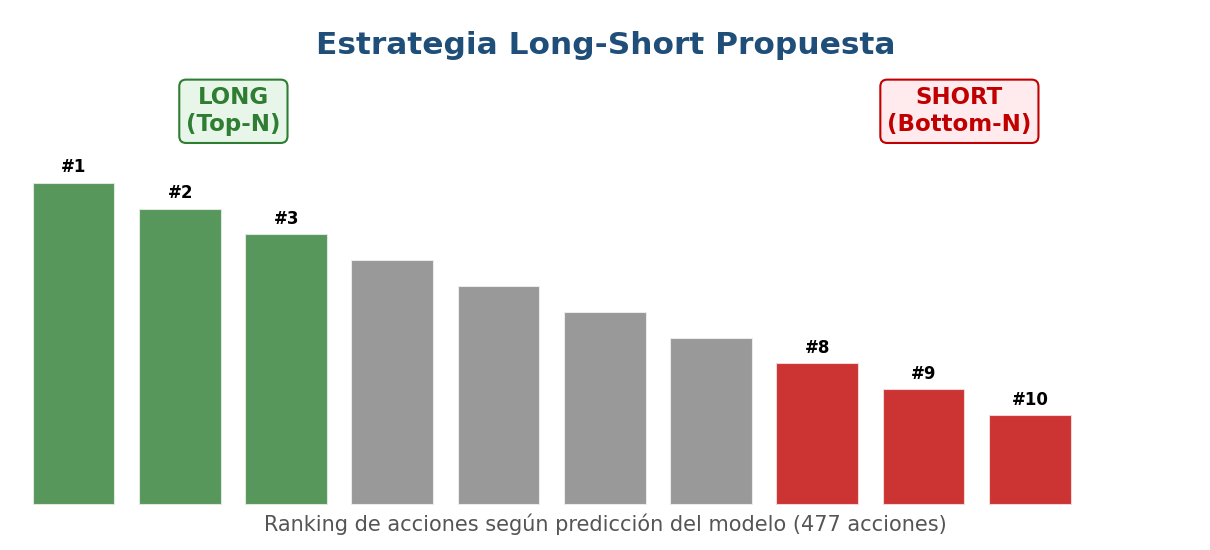 Estrategia Long-Short Propuesta
LONG
(Top-N)
SHORT
(Bottom-N)
#1
#2
#3
#8
#9
#10
Ranking de acciones según predicción del modelo (477 acciones)